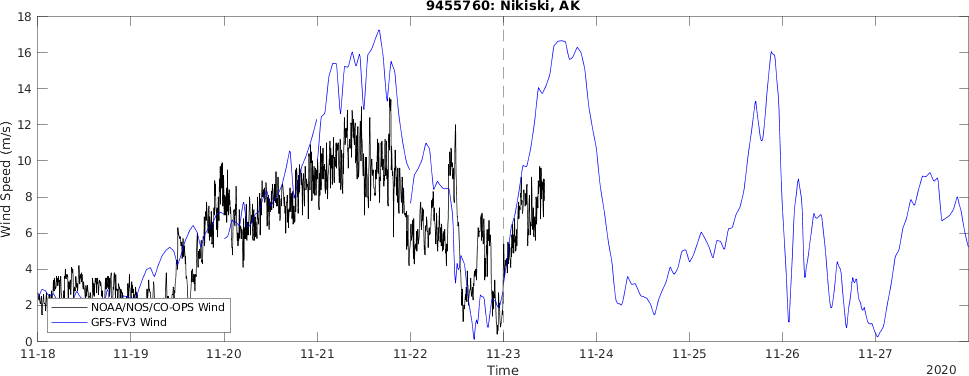 9455760: Nikiski, AK
18
16
14
12
10
8
6
4
2
0
Wind Speed (m/s)
NOAA/NOS/CO-OPS Wind
GFS-FV3 Wind
11-18 11-19 11-20 11-21 11-22 11-23 11-24 11-25 11-26 11-27
Time
2020